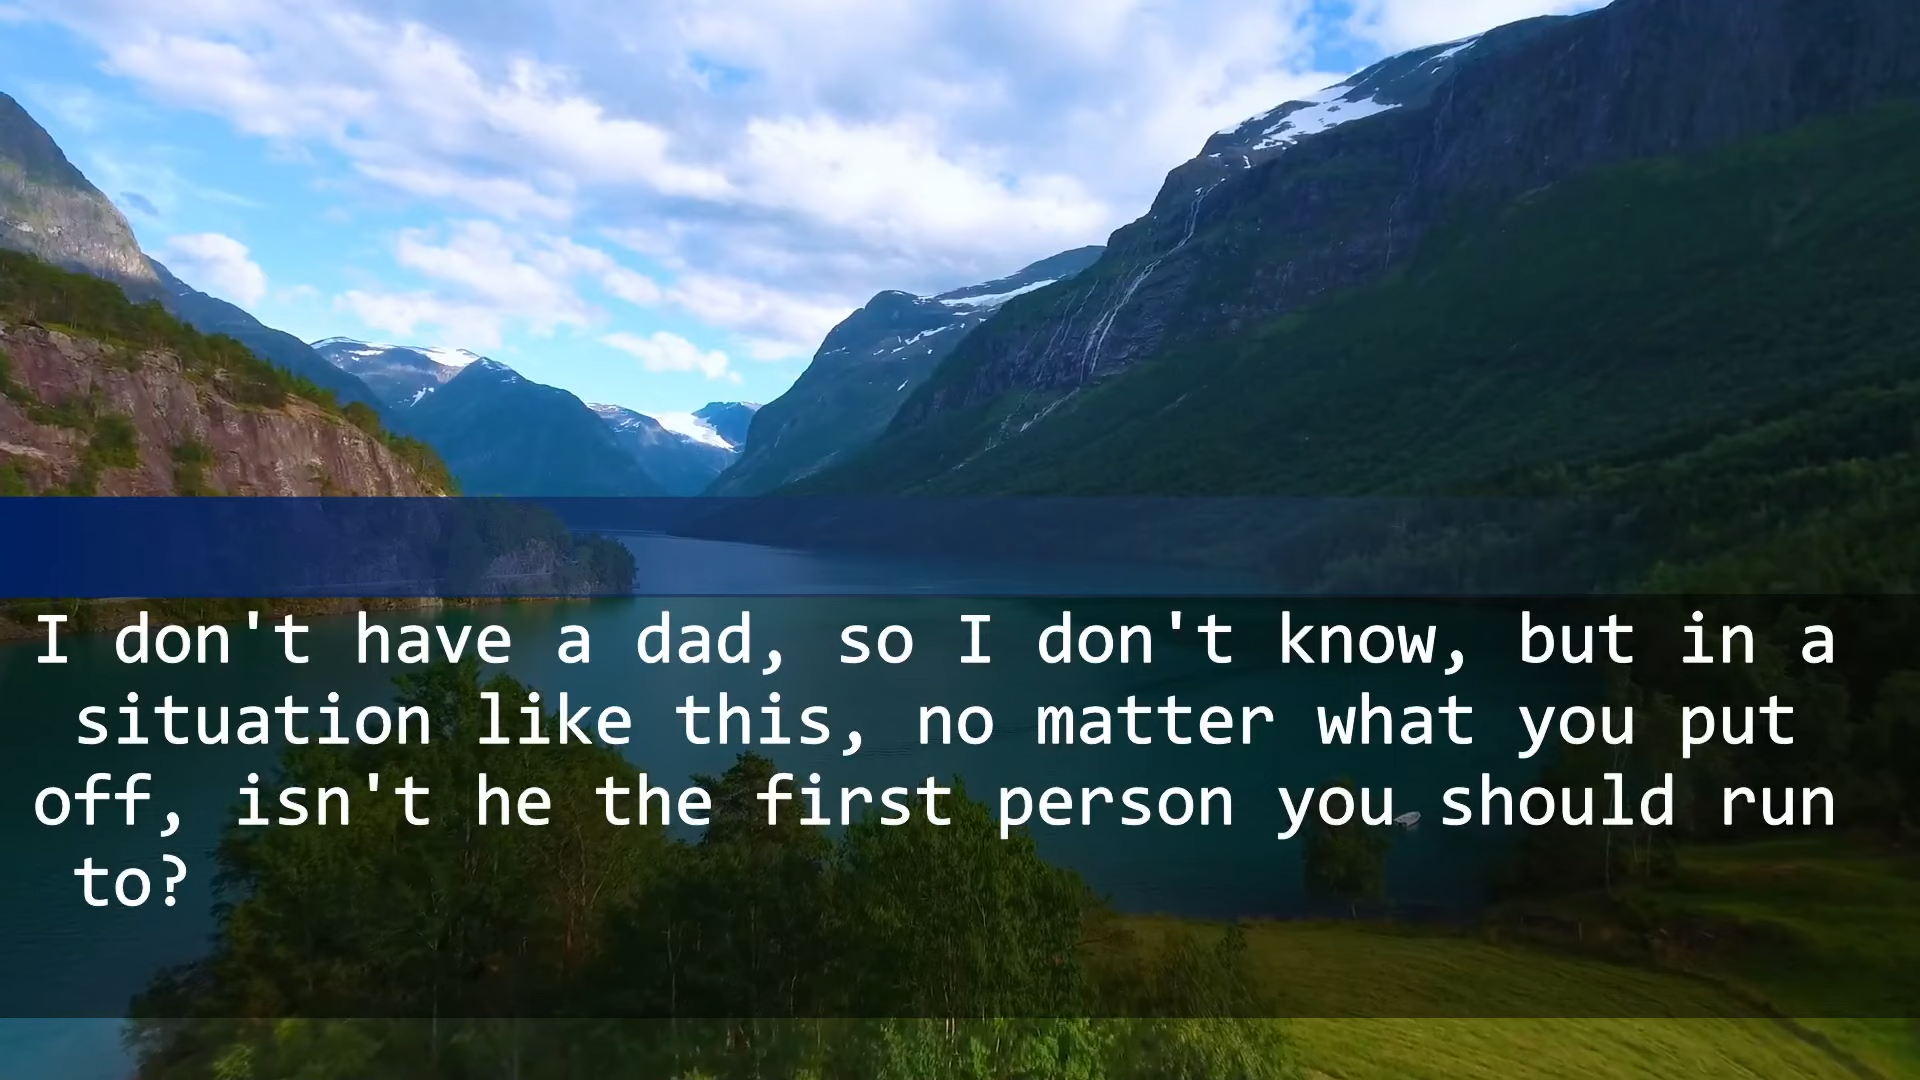 I don't have a dad, so I don't know, but in a
situation like this, no matter what you put
off, isn't he the first person you should run
to?